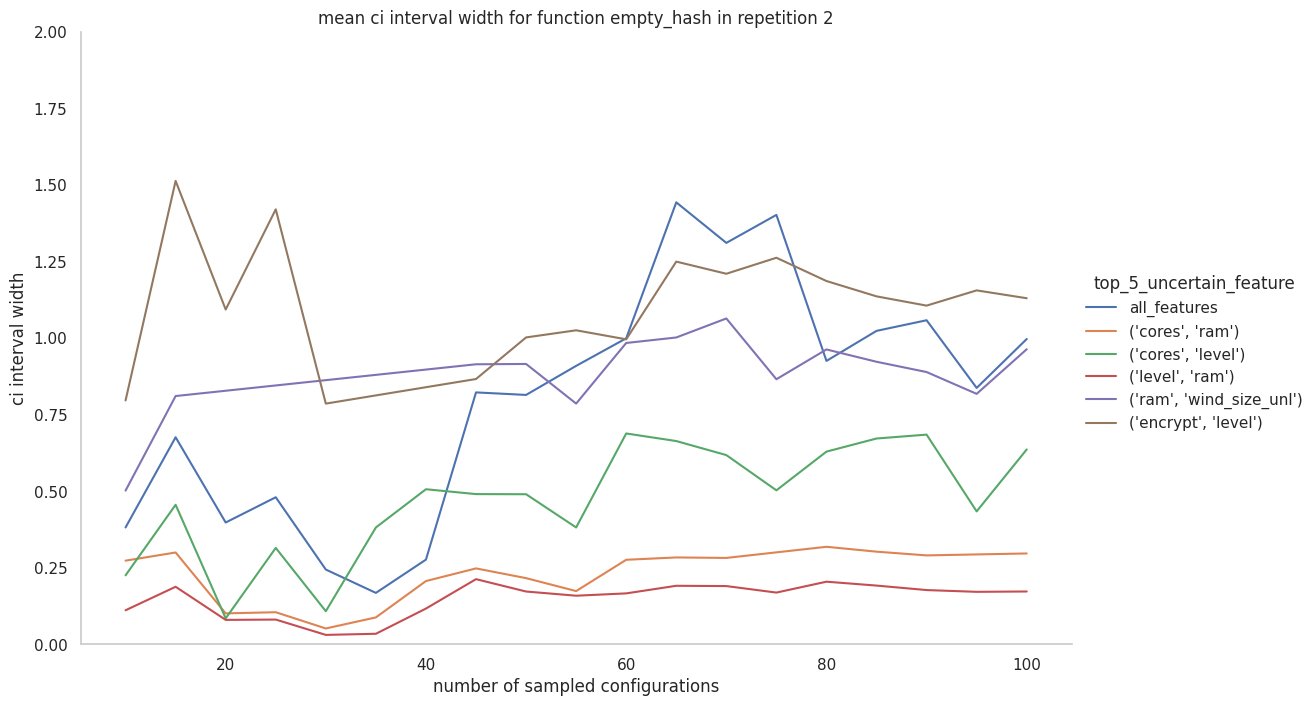 mean ci interval width for function empty_hash in repetition 2
2.00
1.75
1.50
1.25
1.00
0.75
0.50
0.25
0.00
ci interval width
20 40 60 80 100
number of sampled configurations
top_5_uncertain_feature
all_features
('cores', 'ram')
('cores', 'level')
('level', 'ram')
('ram', 'wind_size_unl')
('encrypt', 'level')